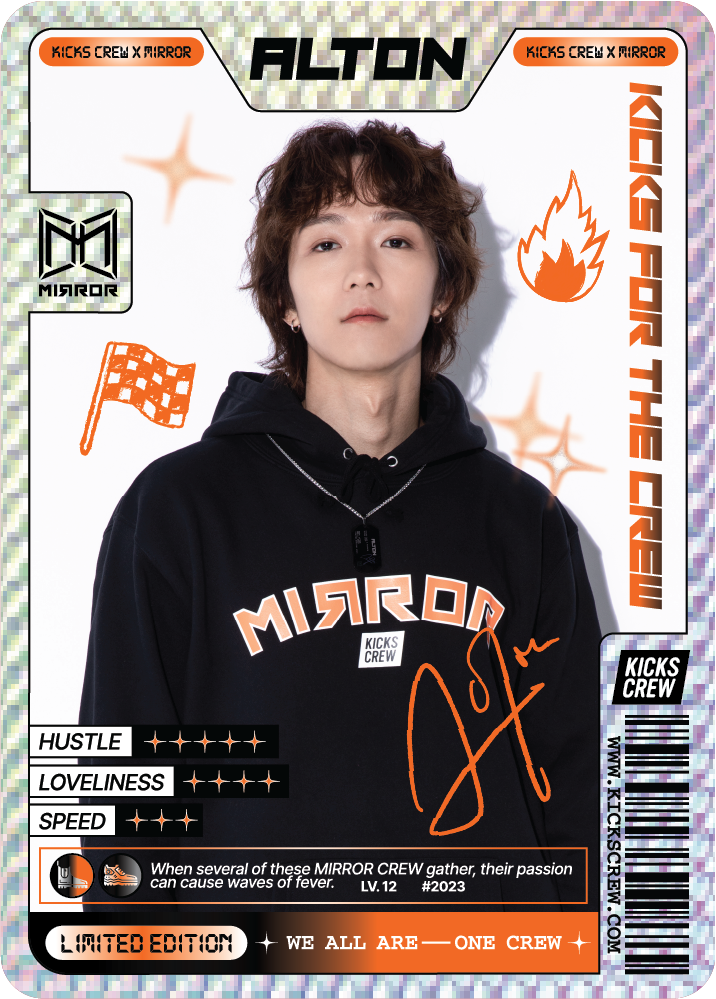 KICKS CREW X MIRROR
ALTON
KICKS CREW X MIRROR
KICKS FOR THE CREW
MIRROR
ALTON
MIRROR
KICKS
CREW
KICKS
CREW
HUSTLE
LOVELINESS
SPEED
When several of these MIRROR CREW gather, their passion
can cause waves of fever. LV. 12 #2023
WWW.KICKSCREW.COM
LIMITED EDITION WE ALL ARE — ONE CREW